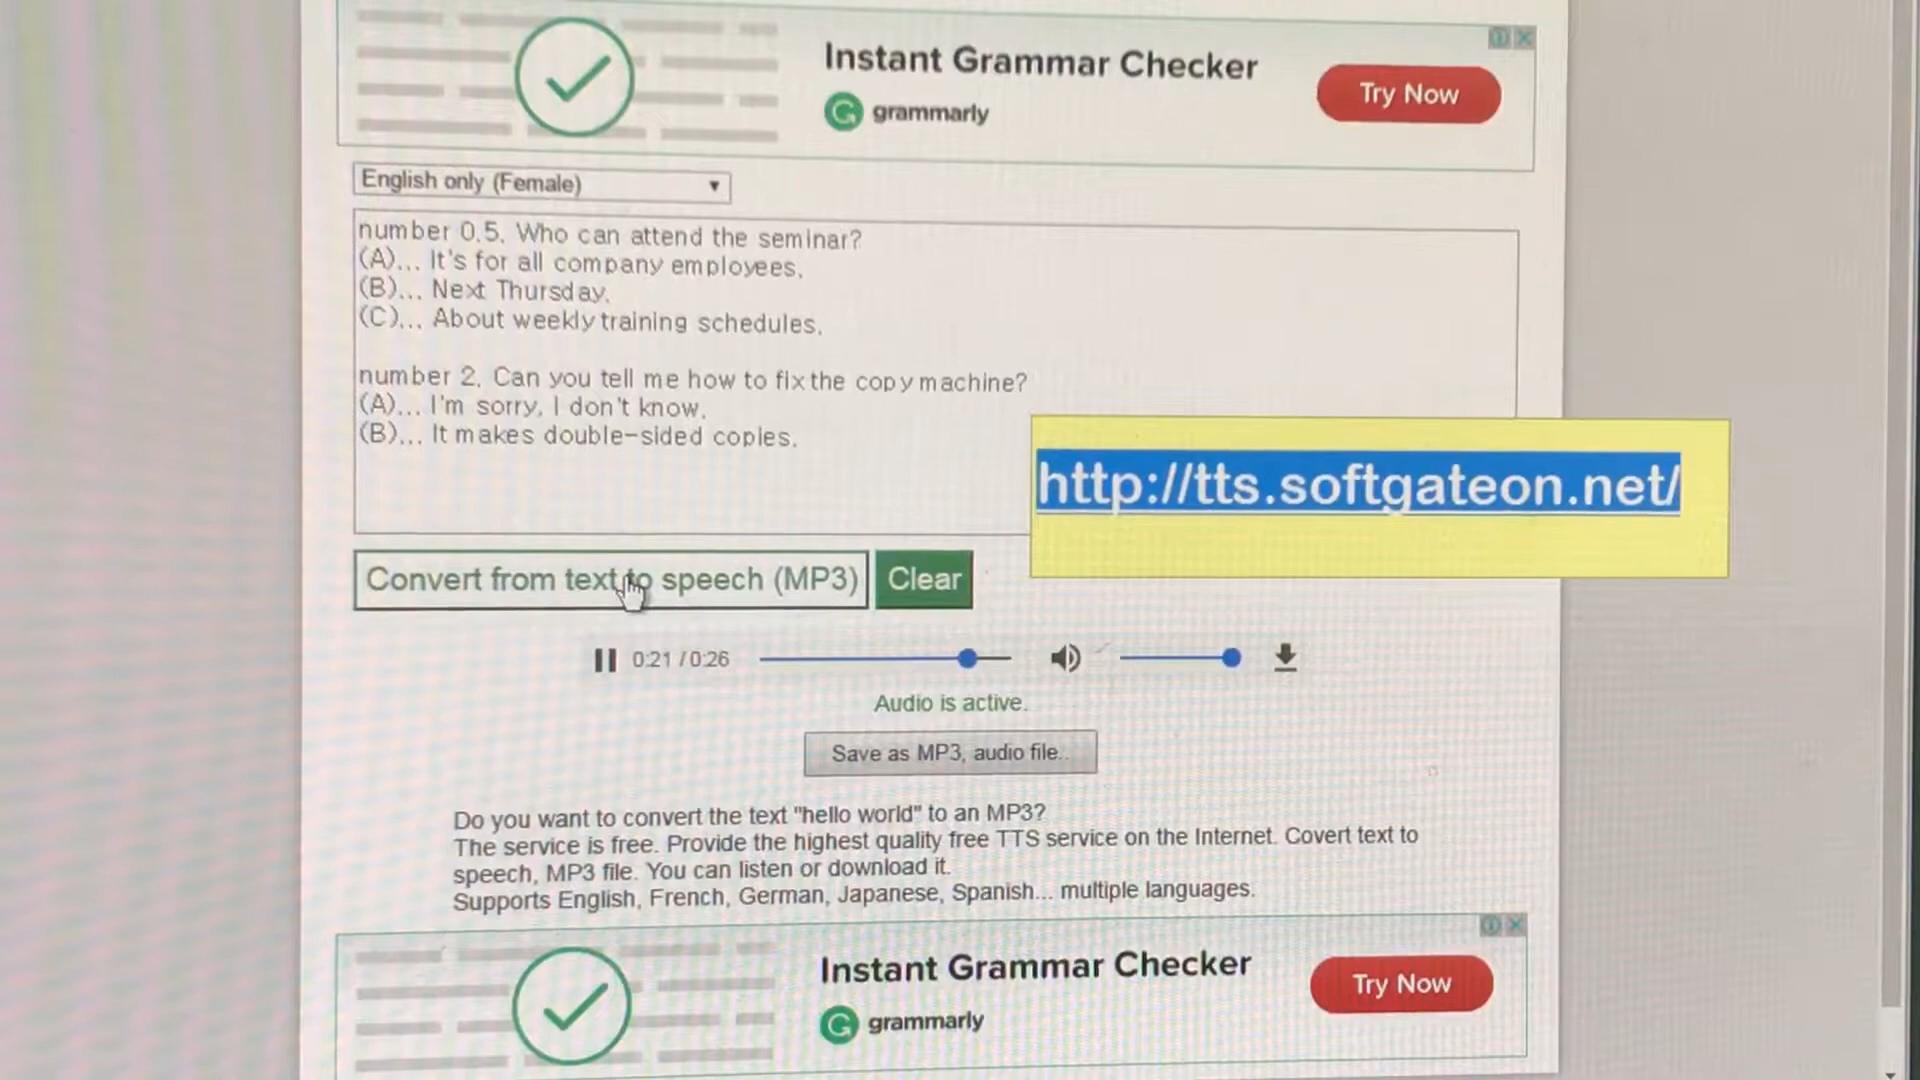 Instant Grammar Checker
grammarly
Try Now
English only (Female)
number 0.5. Who can attend the seminar?
(A)... It's for all company employees.
(B)... Next Thursday.
(C)... About weekly training schedules.
number 2. Can you tell me how to fix the copy machine?
(A)... I'm sorry, I don't know.
(B)... It makes double-sided copies.
http://tts.softgateon.net/
Convert from text to speech (MP3)
Clear
0:21 / 0:26
Audio is active.
Save as MP3, audio file..
Do you want to convert the text "hello world" to an MP3?
The service is free. Provide the highest quality free TTS service on the Internet. Covert text to
speech, MP3 file. You can listen or download it.
Supports English, French, German, Japanese, Spanish... multiple languages.
Instant Grammar Checker
grammarly
Try Now